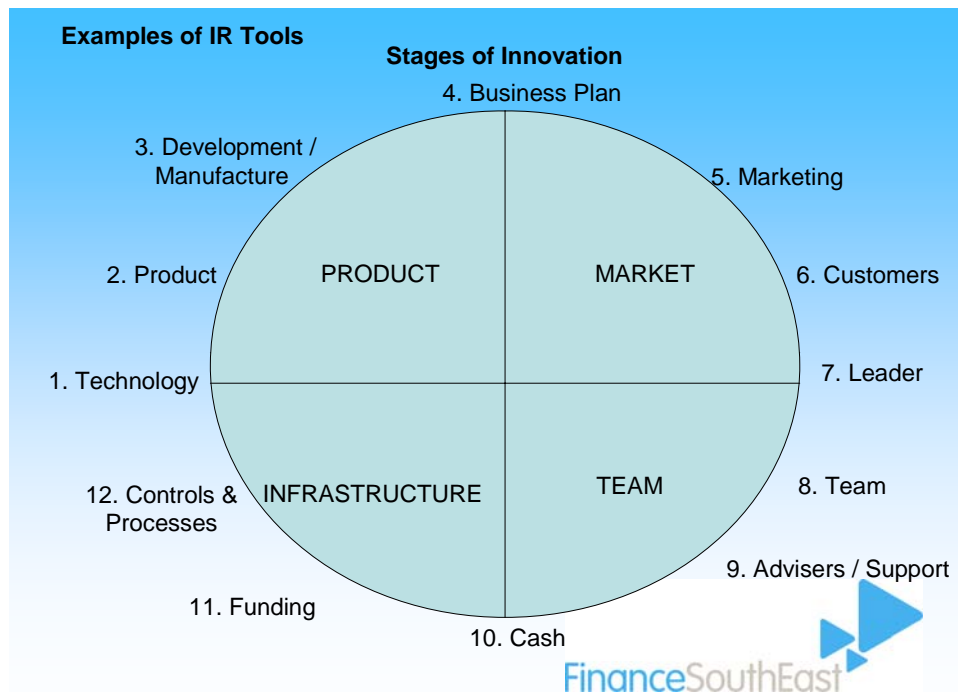 Examples of IR Tools
Stages of Innovation
4. Business Plan
3. Development /
Manufacture
5. Marketing
2. Product
PRODUCT
MARKET
6. Customers
1. Technology
7. Leader
12. Controls &
Processes
INFRASTRUCTURE
TEAM
8. Team
9. Advisers / Support
11. Funding
10. Cash
FinanceSouthEast